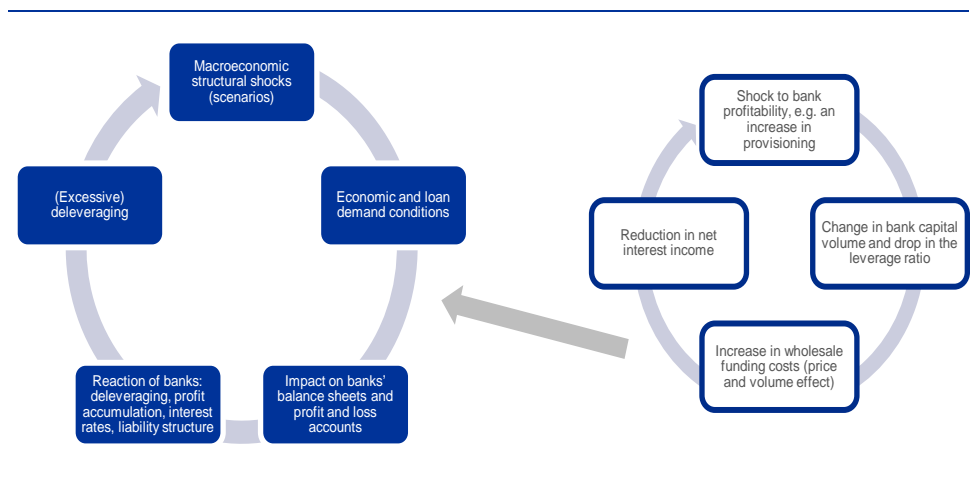 Macroeconomic
structural shocks
(scenarios)
Economic and loan
demand conditions
Impact on banks'
balance sheets and
profit and loss
accounts
Reaction of banks:
deleveraging, profit
accumulation, interest
rates, liability structure
(Excessive)
deleveraging
Shock to bank
profitability, e.g. an
increase in
provisioning
Change in bank capital
volume and drop in the
leverage ratio
Increase in wholesale
funding costs (price
and volume effect)
Reduction in net
interest income